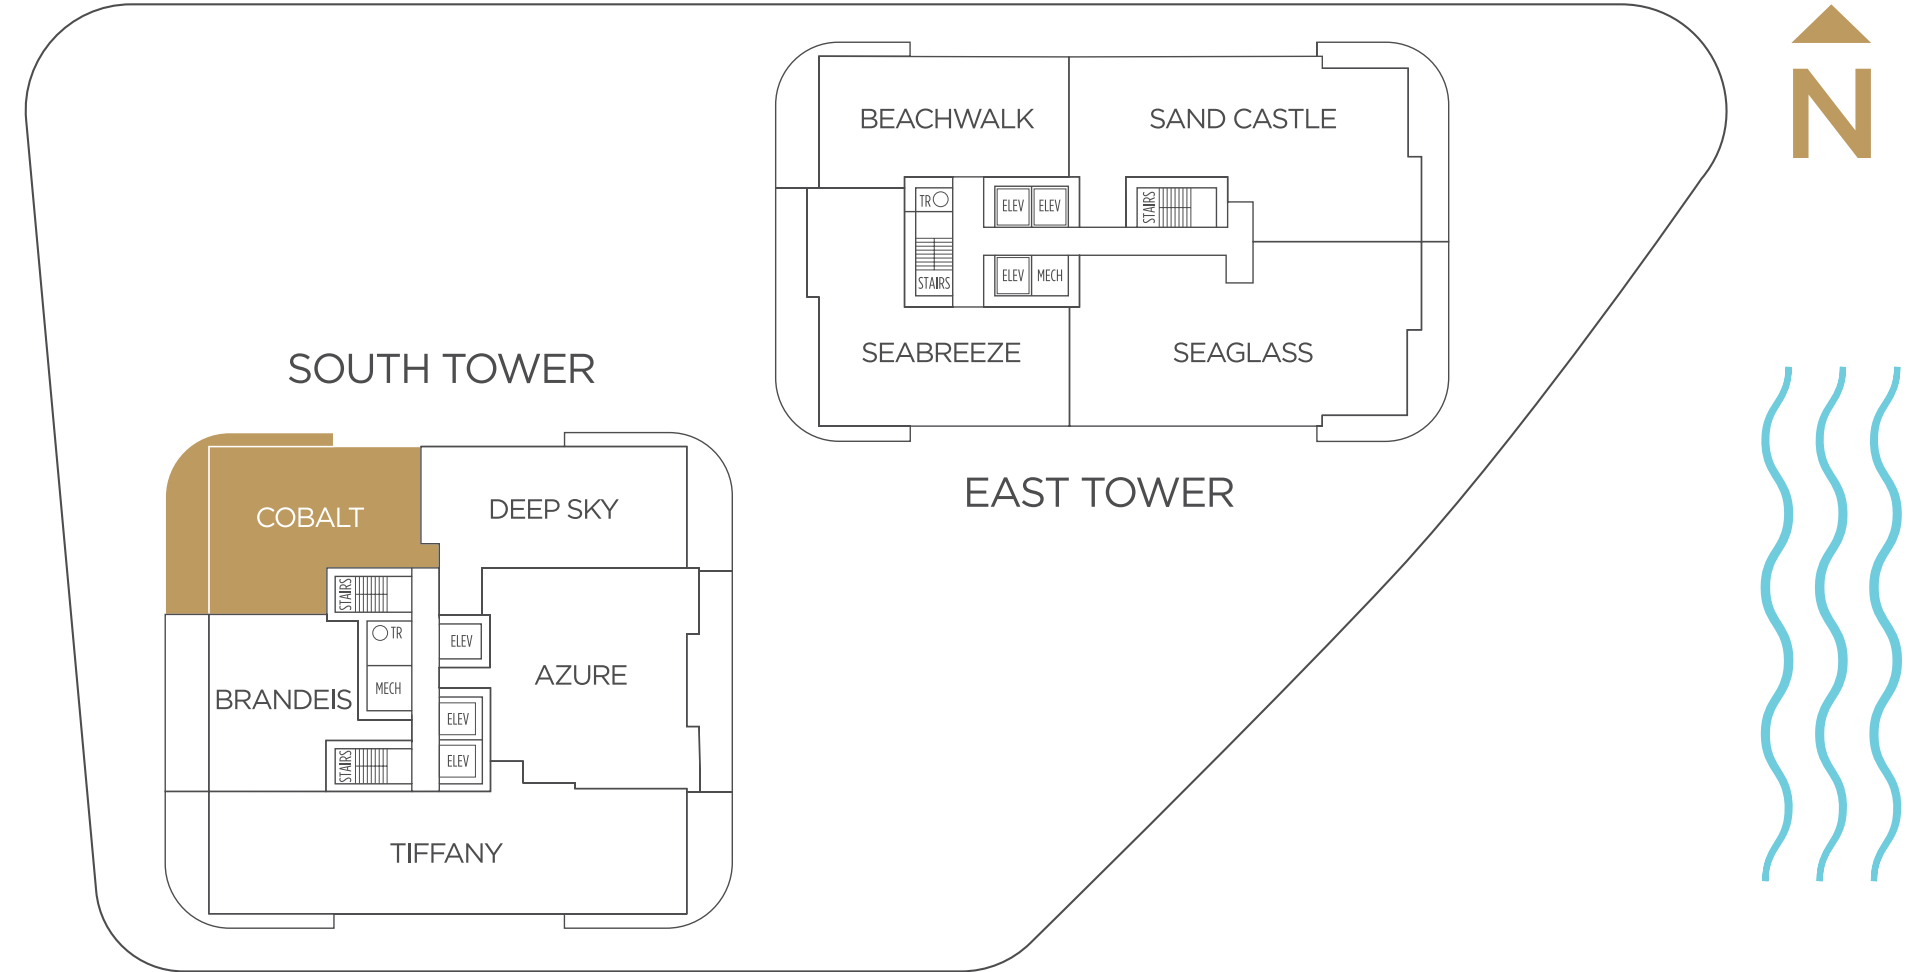 N
BEACHWALK
SAND CASTLE
TR
ELEV
ELEV
STAIRS
STAIRS
ELEV
MECH
SEABREEZE
SEAGLASS
EAST TOWER
SOUTH TOWER
COBALT
DEEP SKY
STAIRS
TR
ELEV
AZURE
BRANDEIS
MECH
ELEV
STAIRS
ELEV
TIFFANY